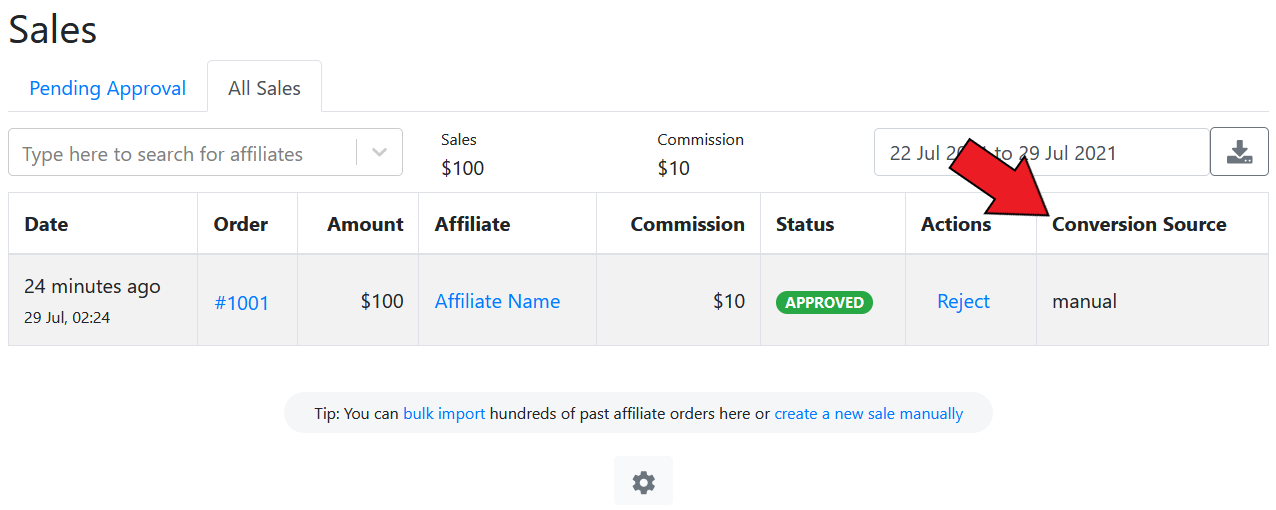 Sales
Pending Approval
All Sales
Type here to search for affiliates
Sales
$100
Commission
$10
22 Jul to 29 Jul 2021
Date
Order
Amount
Affiliate
Commission
Status
Actions
Conversion Source
24 minutes ago
29 Jul, 02:24
#1001
$100
Affiliate Name
$10
APPROVED
Reject
manual
Tip: You can bulk import hundreds of past affiliate orders here or create a new sale manually